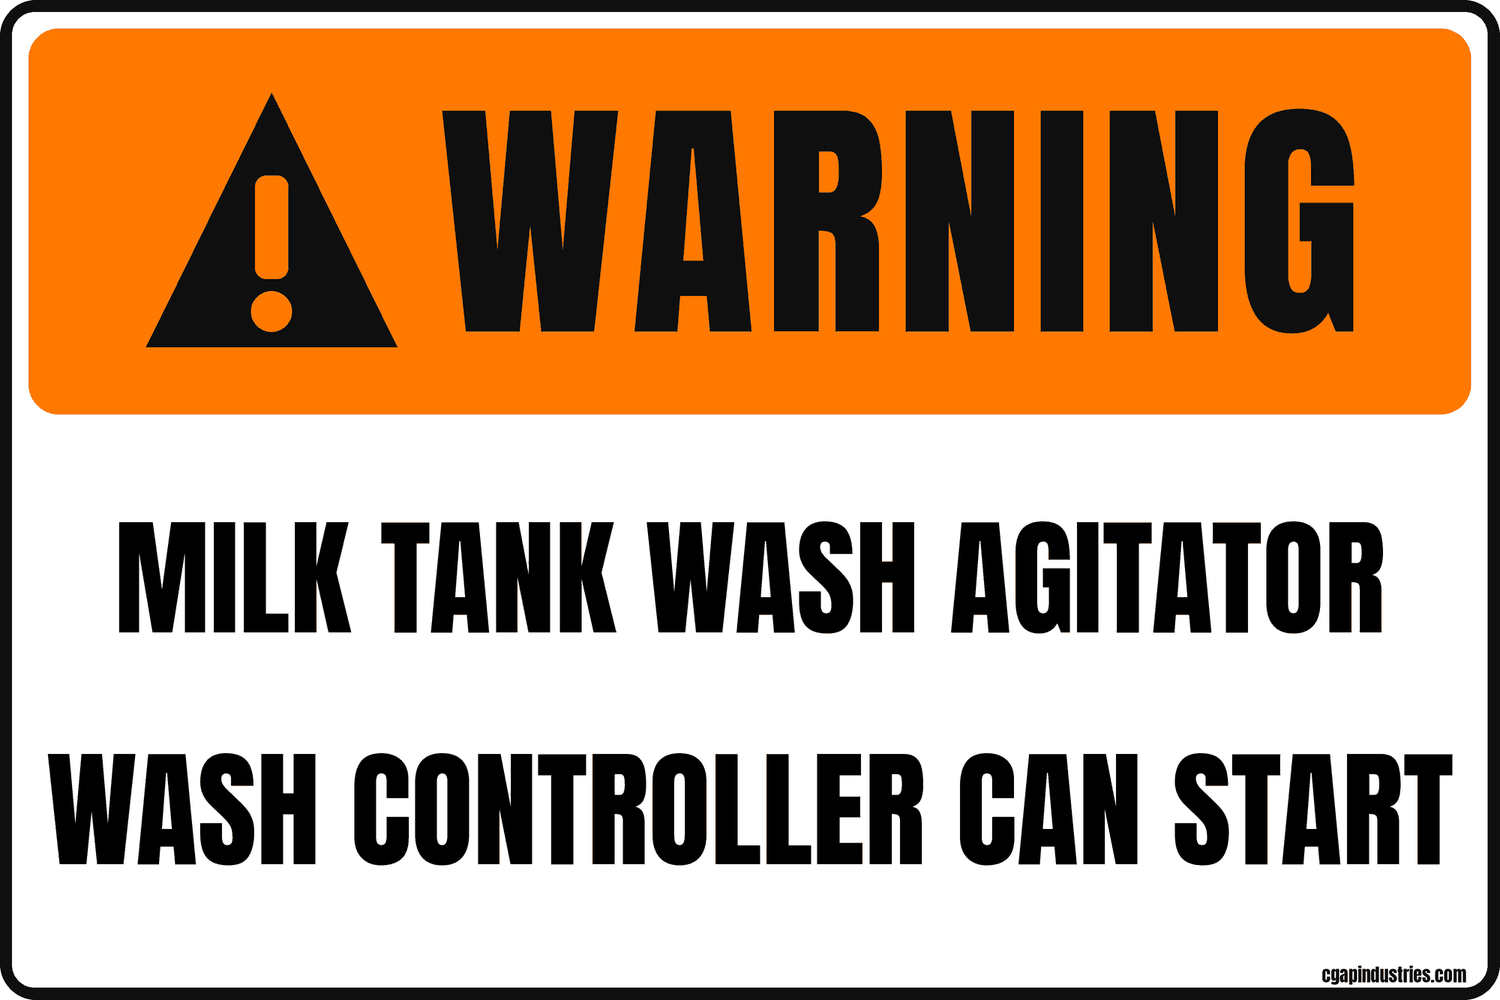 WARNING
MILK TANK WASH AGITATOR
WASH CONTROLLER CAN START
cgapindustries.com